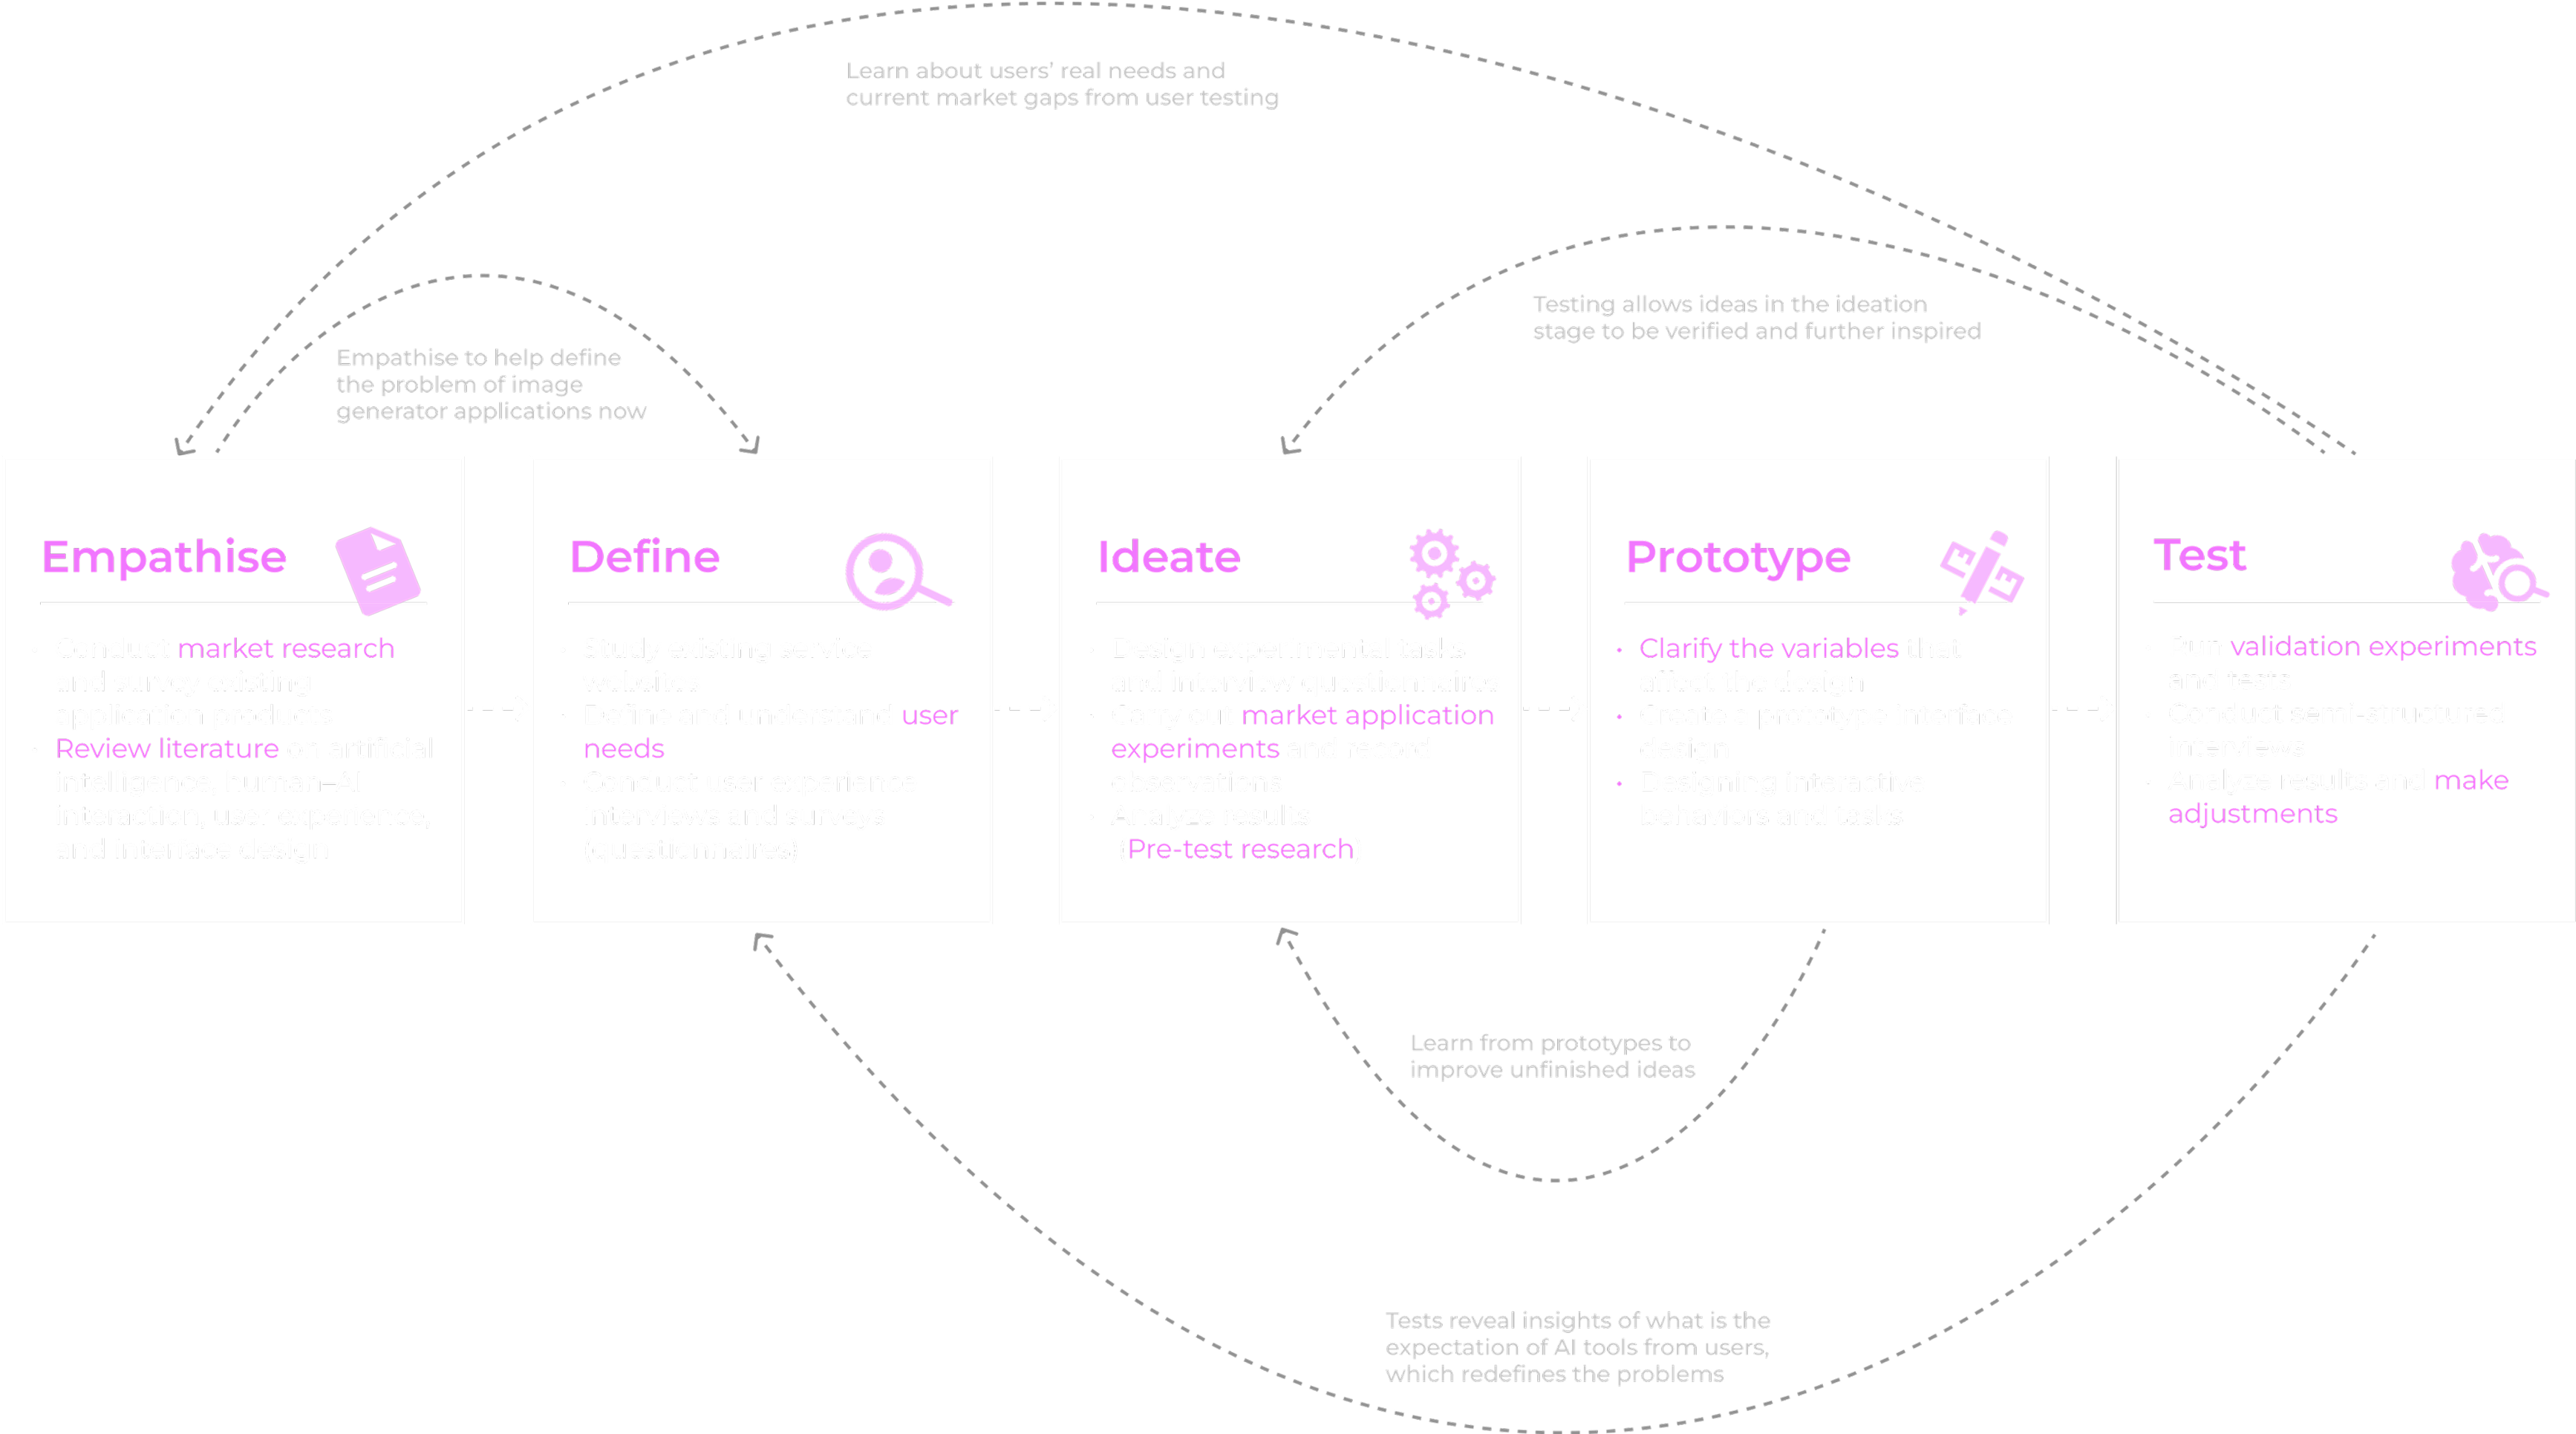 Learn about users' real needs and
current market gaps from user testing
Testing allows ideas in the ideation
stage to be verified and further inspired
Empathise to help define
the problem of image
generator applications now
Empathise
Conduct market research
and survey existing
application products
Review literature on artificial
intelligence, human–AI
interaction, user experience,
and interface design
Define
Study existing service
websites
Define and understand user
needs
Conduct user experience
interviews and surveys
(Questionnaires)
Ideate
Design experimental tasks
and interview questionnaires
Carry out market application
experiments and record
observations
Analyze results
(Pre-test research)
Prototype
• Clarify the variables that
affect the design
• Create a prototype interface
design
• Designing interactive
behaviors and tasks
Test
Run validation experiments
and tests
Conduct semi-structured
interviews
Analyze results and make
adjustments
Learn from prototypes to
improve unfinished ideas
Tests reveal insights of what is the
expectation of AI tools from users,
which redefines the problems